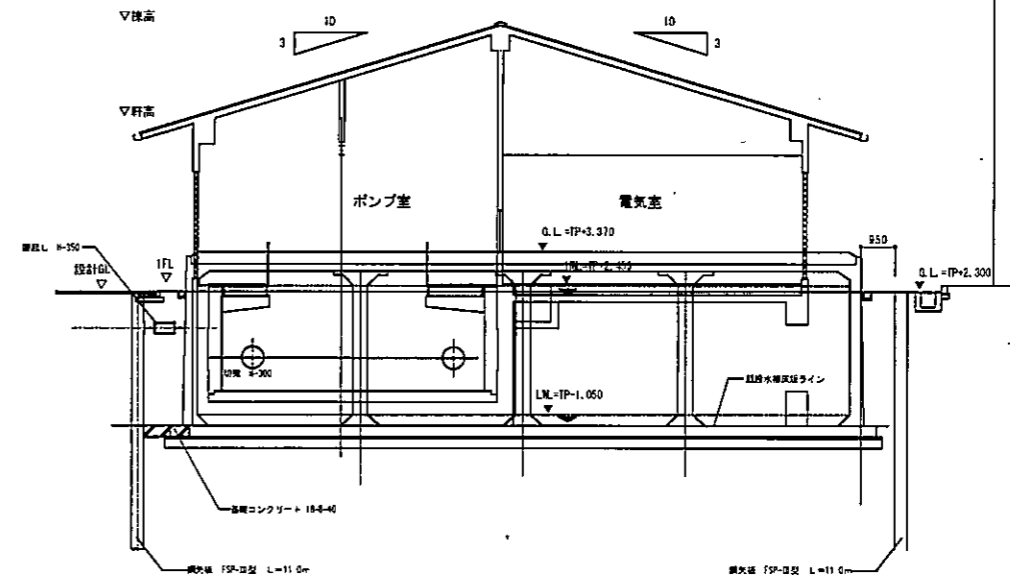 ▽棟高
10
3
10
3
▽軒高
ポンプ室
電気室
G.L.=TP+3.370
950
H-350
設計GL
1FL
G.L.=TP+2.300
H-300
LWL=TP-1.050
基礎コンクリート 18-8-40
鋼矢板 FSP-Ⅲ型 L=11.0m
鋼矢板 FSP-Ⅲ型 L=11.0m